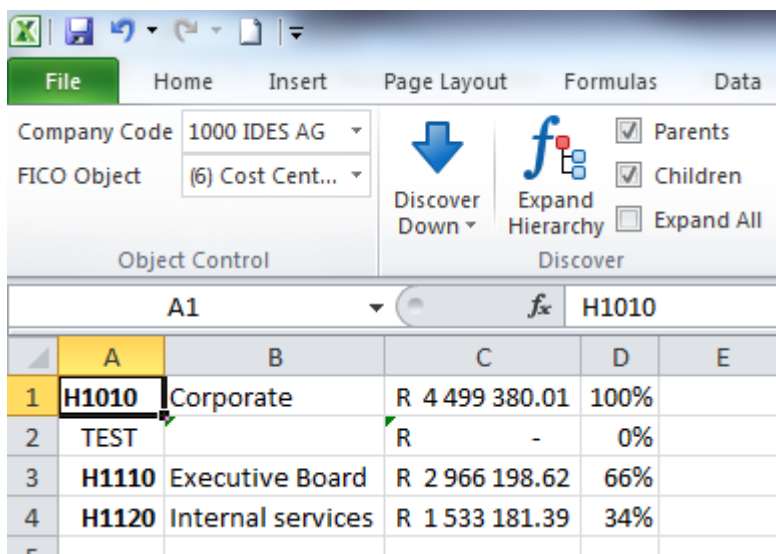 File Home Insert Page Layout Formulas Data
Company Code 1000 IDES AG
FICO Object (6) Cost Cent...
Discover Down
Expand Hierarchy
Parents
Children
Expand All
Object Control Discover
A1 fx H1010
A B C D E
1 H1010 Corporate R 4 499 380.01 100%
2 TEST R - 0%
3 H1110 Executive Board R 2 966 198.62 66%
4 H1120 Internal services R 1 533 181.39 34%